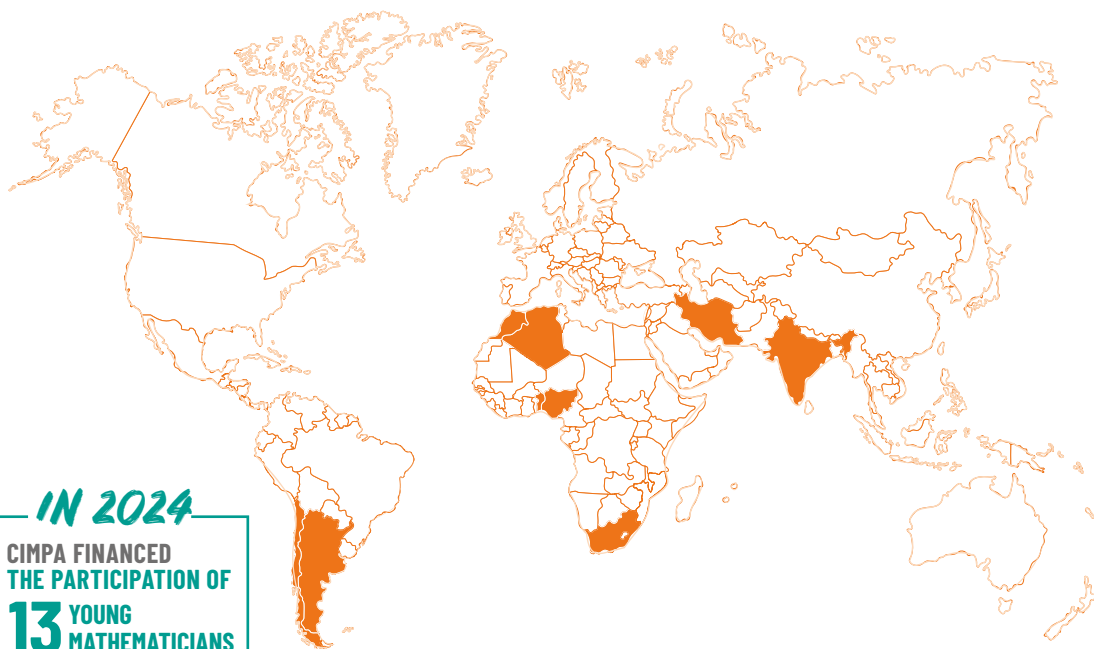 IN 2024
CIMPA FINANCED
THE PARTICIPATION OF
13 YOUNG
MATHEMATICIANS